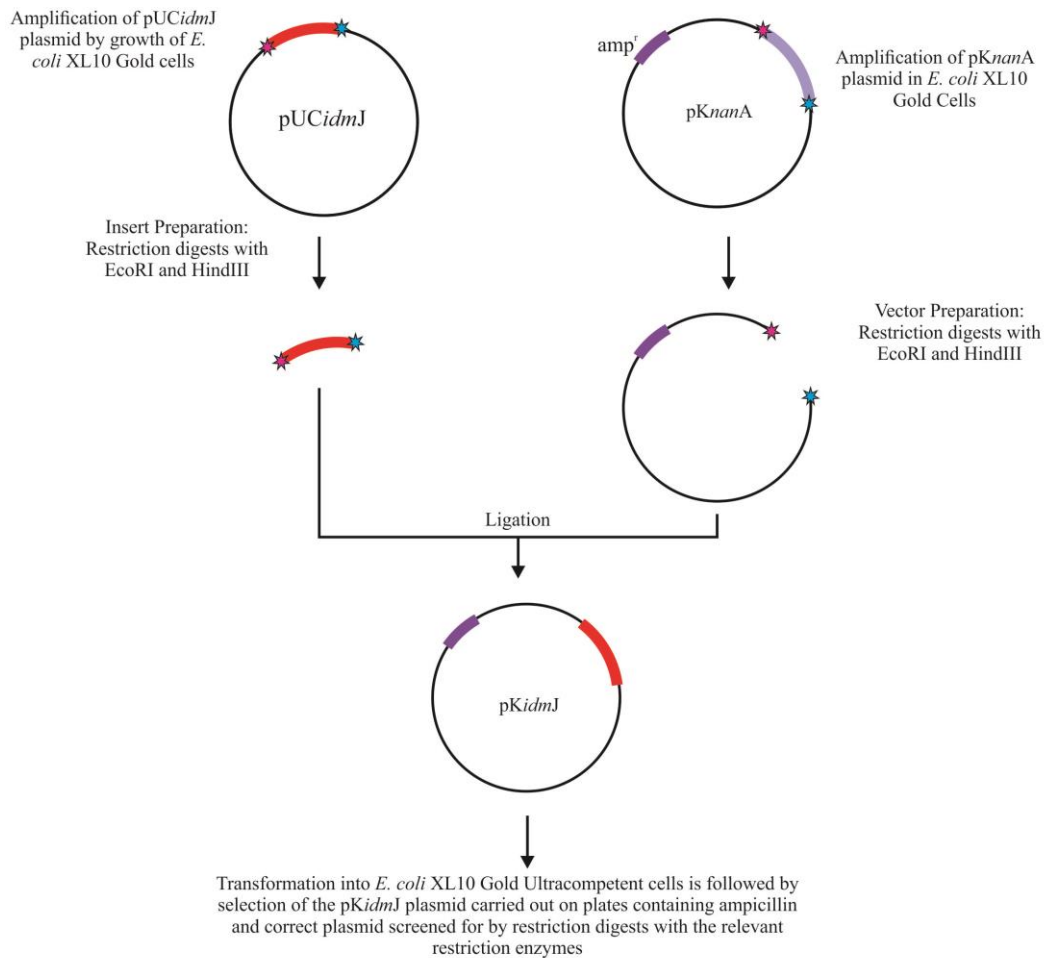 Amplification of pUCidmJ
plasmid by growth of E.
coli XL10 Gold cells
pUCidmJ
ampʳ
pKnanA
Amplification of pKnanA
plasmid in E. coli XL10
Gold Cells
Insert Preparation:
Restriction digests with
EcoRI and HindIII
Vector Preparation:
Restriction digests with
EcoRI and HindIII
Ligation
pKidmJ
Transformation into E. coli XL10 Gold Ultracompetent cells is followed by
selection of the pKidmJ plasmid carried out on plates containing ampicillin
and correct plasmid screened for by restriction digests with the relevant
restriction enzymes